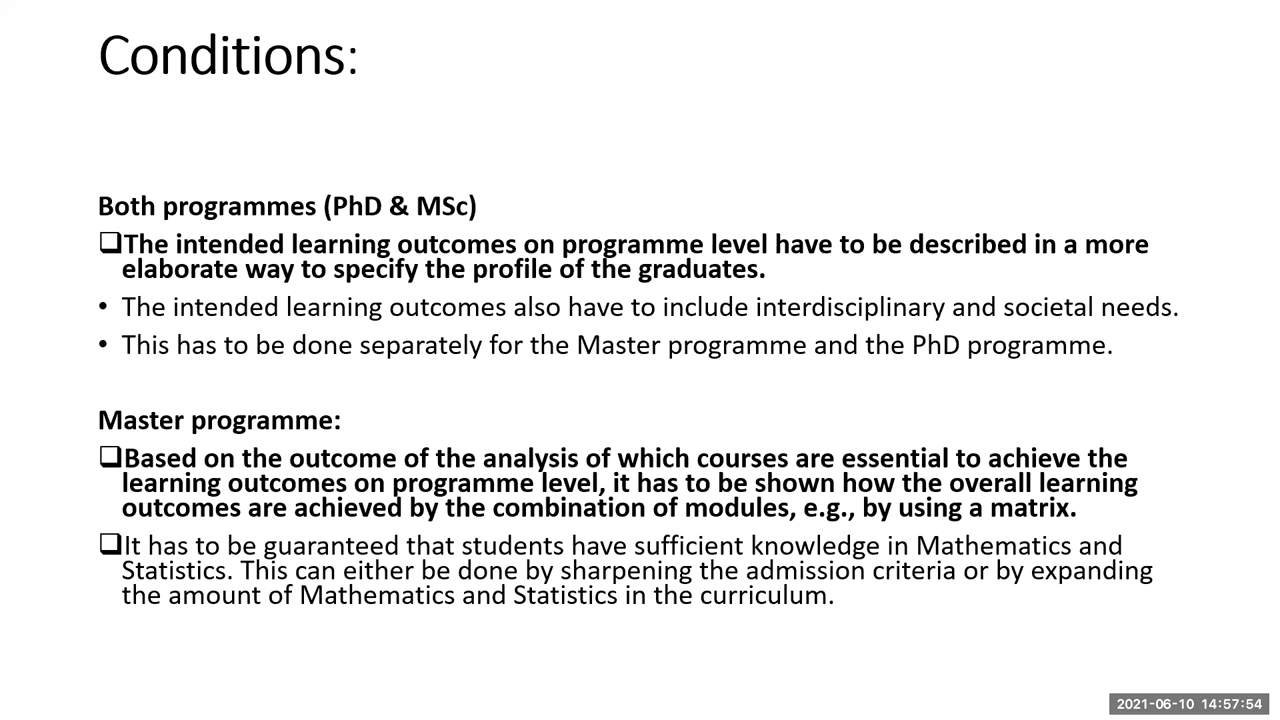 Conditions:
Both programmes (PhD & MSc)
❑The intended learning outcomes on programme level have to be described in a more
elaborate way to specify the profile of the graduates.
• The intended learning outcomes also have to include interdisciplinary and societal needs.
• This has to be done separately for the Master programme and the PhD programme.
Master programme:
❑Based on the outcome of the analysis of which courses are essential to achieve the
learning outcomes on programme level, it has to be shown how the overall learning
outcomes are achieved by the combination of modules, e.g., by using a matrix.
❑It has to be guaranteed that students have sufficient knowledge in Mathematics and
Statistics. This can either be done by sharpening the admission criteria or by expanding
the amount of Mathematics and Statistics in the curriculum.
2021-06-10 14:57:54